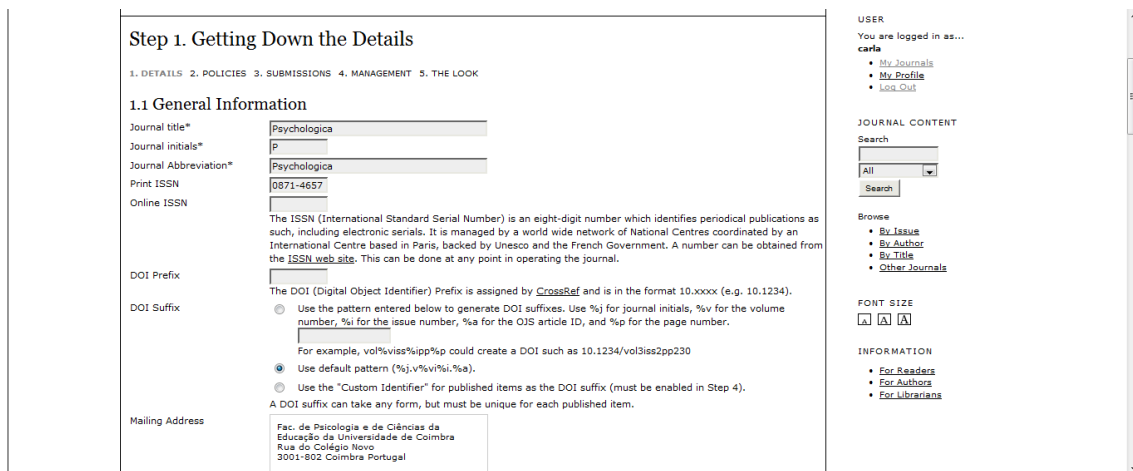 Step 1. Getting Down the Details
1. DETAILS 2. POLICIES 3. SUBMISSIONS 4. MANAGEMENT 5. THE LOOK
1.1 General Information
Journal title* Psychologica
Journal initials* P
Journal Abbreviation* Psychologica
Print ISSN 0871-4657
Online ISSN
The ISSN (International Standard Serial Number) is an eight-digit number which identifies periodical publications as
such, including electronic serials. It is managed by a world wide network of National Centres coordinated by an
International Centre based in Paris, backed by Unesco and the French Government. A number can be obtained from
the ISSN web site. This can be done at any point in operating the journal.
DOI Prefix
The DOI (Digital Object Identifier) Prefix is assigned by CrossRef and is in the format 10.xxxx (e.g. 10.1234).
DOI Suffix Use the pattern entered below to generate DOI suffixes. Use %j for journal initials, %v for the volume
number, %i for the issue number, %a for the OJS article ID, and %p for the page number.
For example, vol%viss%ipp%p could create a DOI such as 10.1234/vol3iss2pp230
Use default pattern (%j.v%vi%i.%a).
Use the "Custom Identifier" for published items as the DOI suffix (must be enabled in Step 4).
A DOI suffix can take any form, but must be unique for each published item.
Mailing Address Fac. de Psicologia e de Ciências da
Educação da Universidade de Coimbra
Rua do Colégio Novo
3001-802 Coimbra Portugal
USER
You are logged in as...
carla
My Journals
My Profile
Log Out
JOURNAL CONTENT
Search
All
Search
Browse
By Issue
By Author
By Title
Other Journals
FONT SIZE
A A A
INFORMATION
For Readers
For Authors
For Librarians